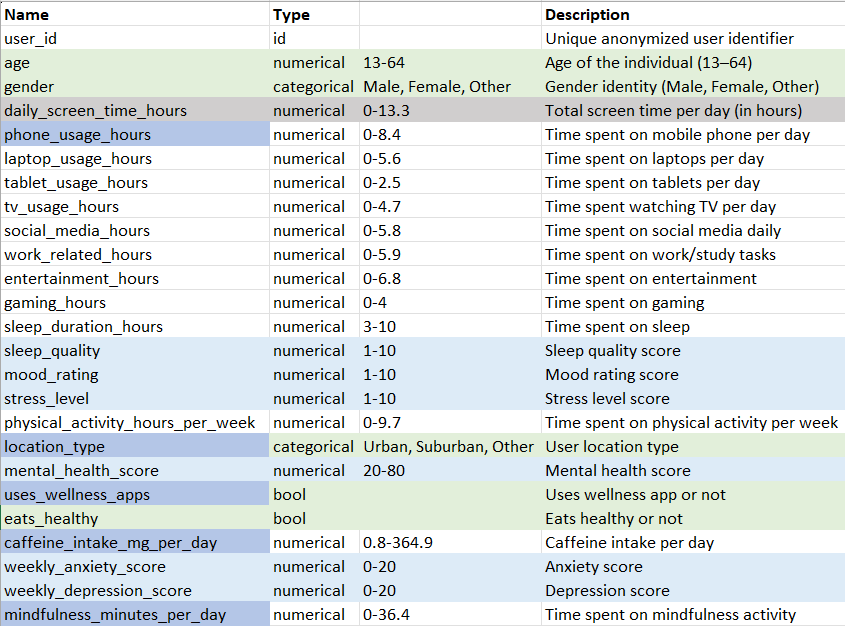 Name Type Description
user_id id Unique anonymized user identifier
age numerical 13-64 Age of the individual (13–64)
gender categorical Male, Female, Other Gender identity (Male, Female, Other)
daily_screen_time_hours numerical 0-13.3 Total screen time per day (in hours)
phone_usage_hours numerical 0-8.4 Time spent on mobile phone per day
laptop_usage_hours numerical 0-5.6 Time spent on laptops per day
tablet_usage_hours numerical 0-2.5 Time spent on tablets per day
tv_usage_hours numerical 0-4.7 Time spent watching TV per day
social_media_hours numerical 0-5.8 Time spent on social media daily
work_related_hours numerical 0-5.9 Time spent on work/study tasks
entertainment_hours numerical 0-6.8 Time spent on entertainment
gaming_hours numerical 0-4 Time spent on gaming
sleep_duration_hours numerical 3-10 Time spent on sleep
sleep_quality numerical 1-10 Sleep quality score
mood_rating numerical 1-10 Mood rating score
stress_level numerical 1-10 Stress level score
physical_activity_hours_per_week numerical 0-9.7 Time spent on physical activity per week
location_type categorical Urban, Suburban, Other User location type
mental_health_score numerical 20-80 Mental health score
uses_wellness_apps bool Uses wellness app or not
eats_healthy bool Eats healthy or not
caffeine_intake_mg_per_day numerical 0.8-364.9 Caffeine intake per day
weekly_anxiety_score numerical 0-20 Anxiety score
weekly_depression_score numerical 0-20 Depression score
mindfulness_minutes_per_day numerical 0-36.4 Time spent on mindfulness activity